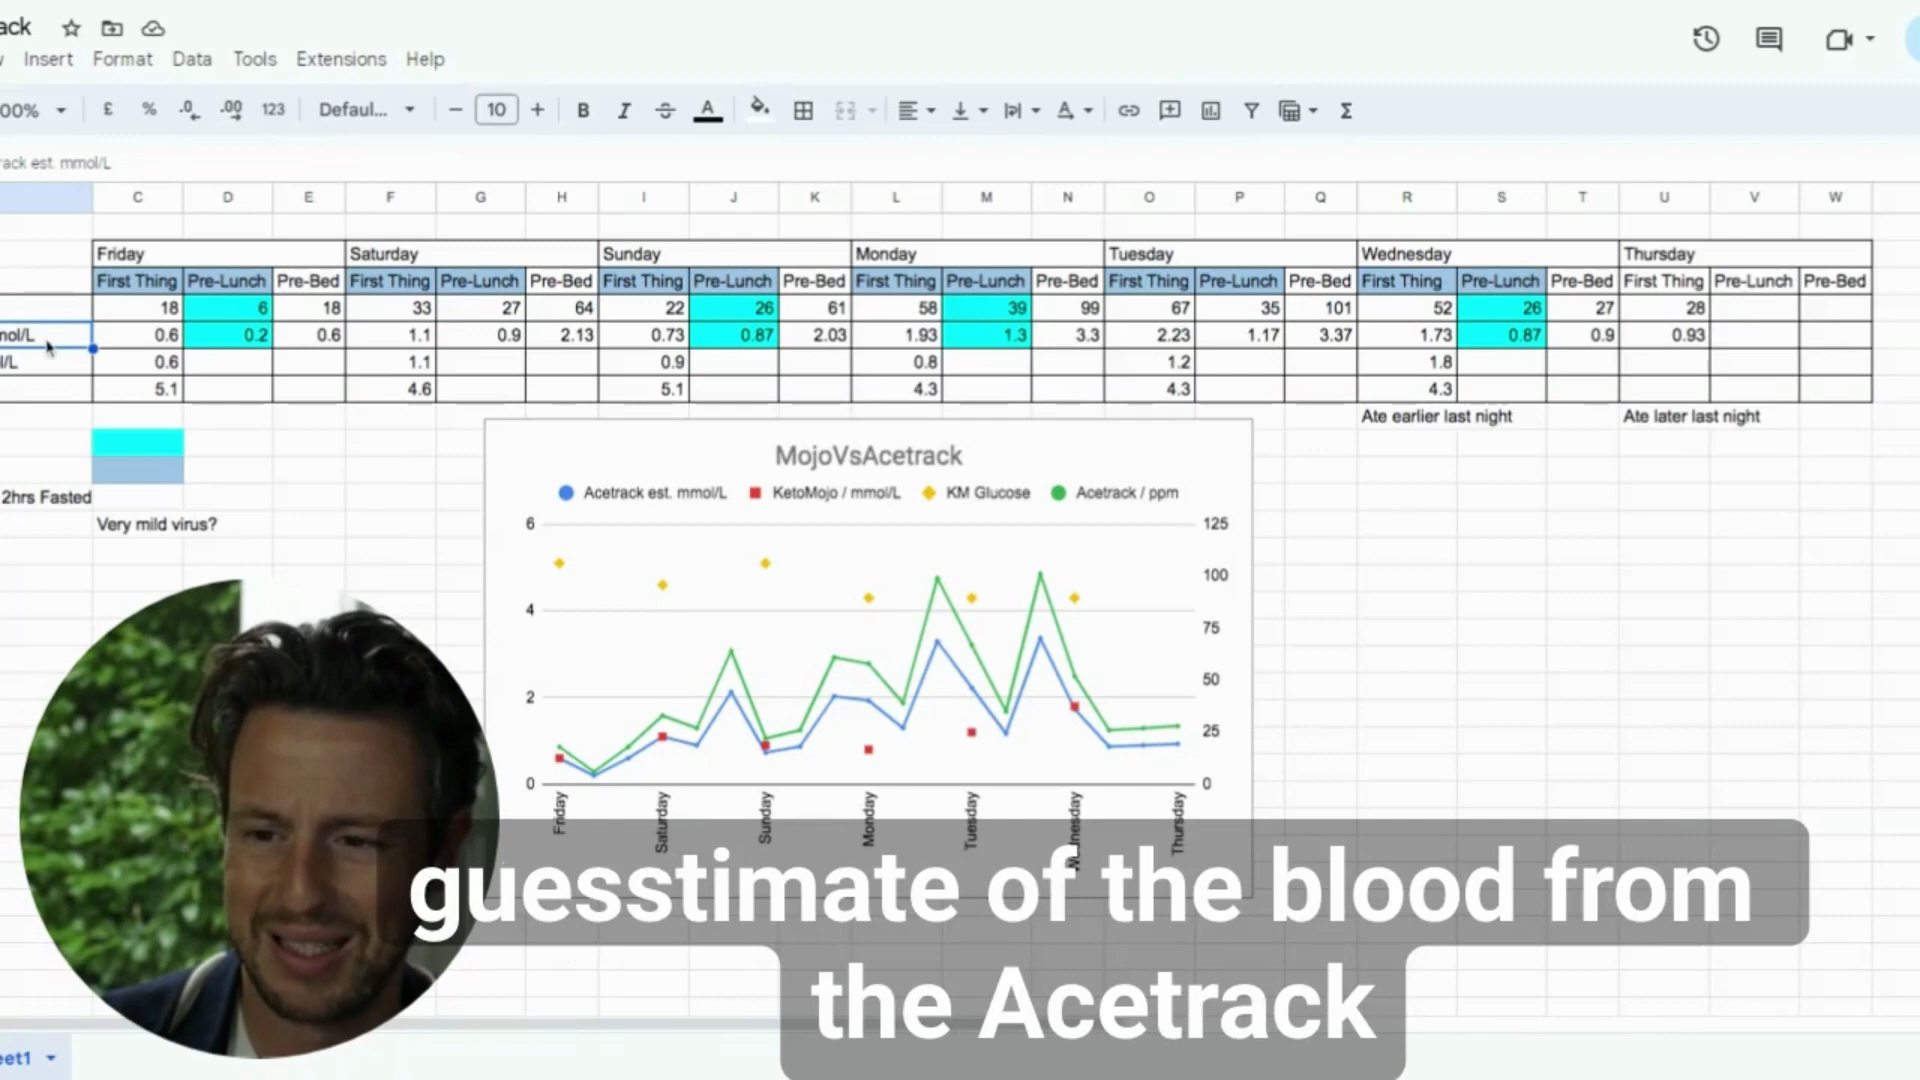 ack
Insert Format Data Tools Extensions Help
00% £ % .0 .00 123 Defaul... − 10 + B I A Σ
rack est. mmol/L
C D E F G H I J K L M N O P Q R S T U V W
Friday Saturday Sunday Monday Tuesday Wednesday Thursday
First Thing Pre-Lunch Pre-Bed First Thing Pre-Lunch Pre-Bed First Thing Pre-Lunch Pre-Bed First Thing Pre-Lunch Pre-Bed First Thing Pre-Lunch Pre-Bed First Thing Pre-Lunch Pre-Bed First Thing Pre-Lunch Pre-Bed
18 6 18 33 27 64 22 26 61 58 39 99 67 35 101 52 26 27 28
mol/L 0.6 0.2 0.6 1.1 0.9 2.13 0.73 0.87 2.03 1.93 1.3 3.3 2.23 1.17 3.37 1.73 0.87 0.9 0.93
l/L 0.6 1.1 0.9 0.8 1.2 1.8
5.1 4.6 5.1 4.3 4.3 4.3
Ate earlier last night Ate later last night
2hrs Fasted
Very mild virus?
MojoVsAcetrack
Acetrack est. mmol/L KetoMojo / mmol/L KM Glucose Acetrack / ppm
6 125
100
4
75
50
2
25
0 0
Friday Saturday Sunday Monday Tuesday Wednesday Thursday
guesstimate of the blood from
the Acetrack
eet1